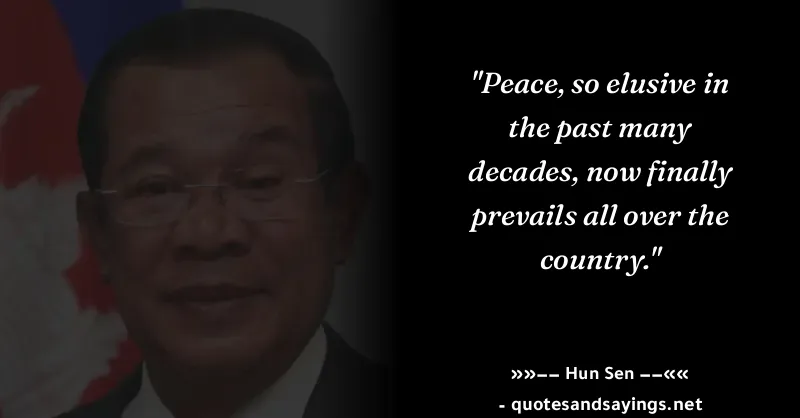 "Peace, so elusive in
the past many
decades, now finally
prevails all over the
country."
»»−− Hun Sen −−««
- quotesandsayings.net